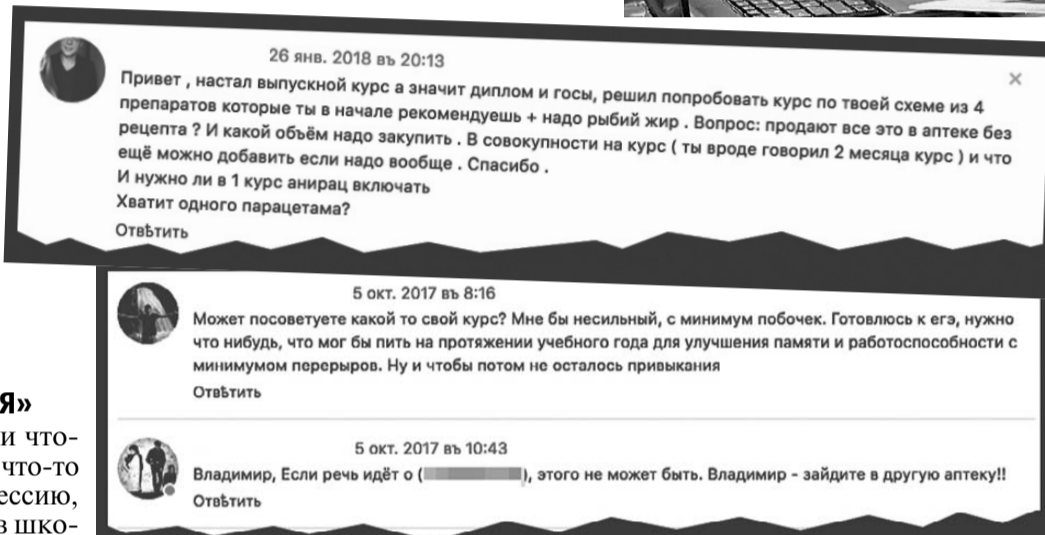 26 янв. 2018 въ 20:13
Привет , настал выпускной курс а значит диплом и госы, решил попробовать курс по твоей схеме из 4
препаратов которые ты в начале рекомендуешь + надо рыбий жир . Вопрос: продают все это в аптеке без
рецепта ? И какой объём надо закупить . В совокупности на курс ( ты вроде говорил 2 месяца курс ) и что
ещё можно добавить если надо вообще . Спасибо .
И нужно ли в 1 курс анирац включать
Хватит одного парацетама?
Отвѣтить
5 окт. 2017 въ 8:16
Может посоветуете какой то свой курс? Мне бы несильный, с минимум побочек. Готовлюсь к егэ, нужно
что нибудь, что мог бы пить на протяжении учебного года для улучшения памяти и работоспособности с
минимумом перерыров. Ну и чтобы потом не осталось привыкания
Отвѣтить
5 окт. 2017 въ 10:43
Владимир, Если речь идёт о ( ), этого не может быть. Владимир - зайдите в другую аптеку!!
Отвѣтить
Я»
и что-
что-то
ессию,
в шко-